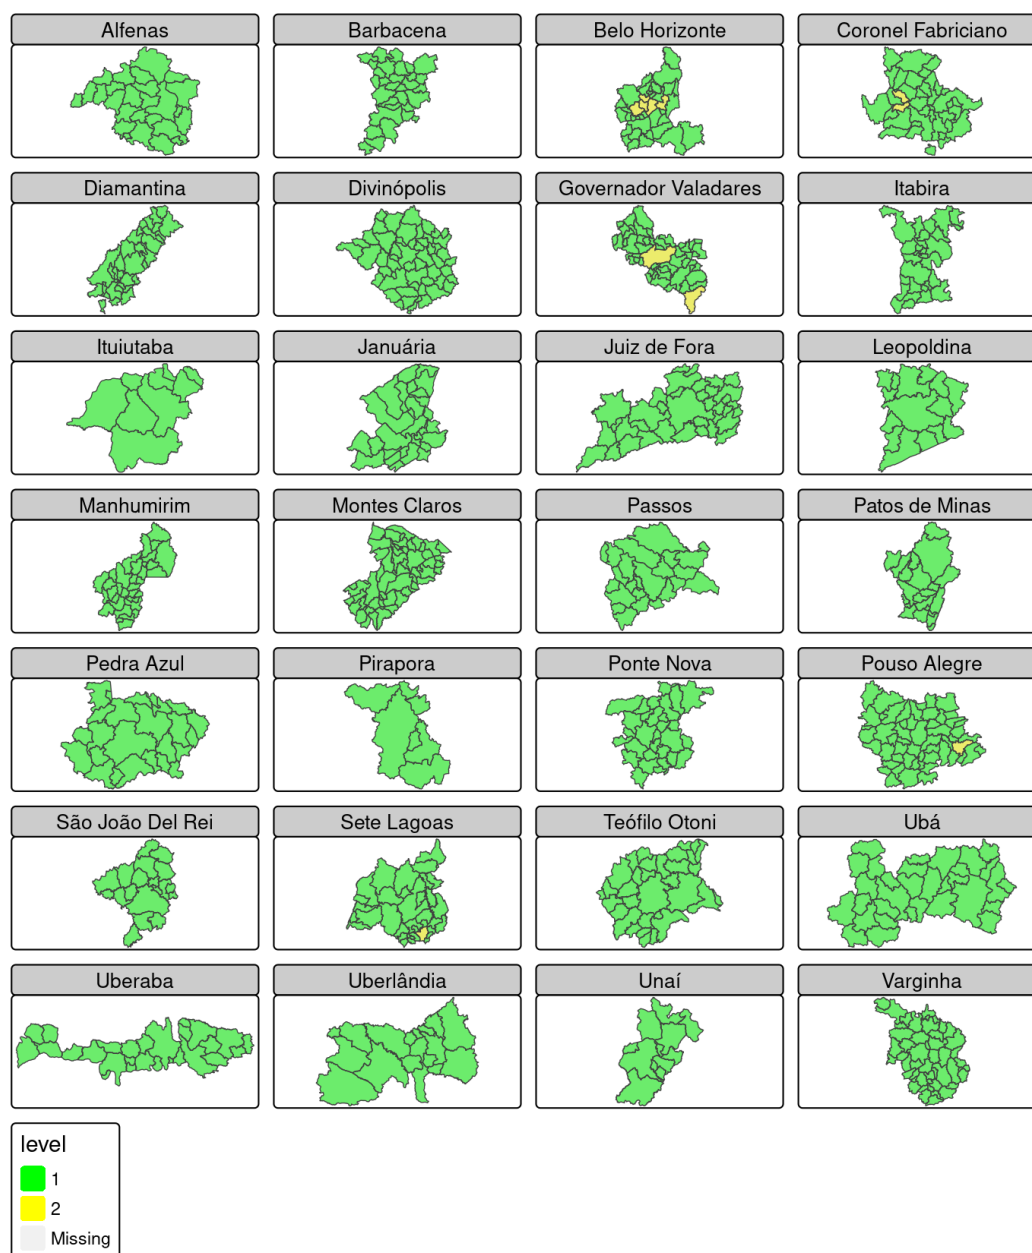 Alfenas
Barbacena
Belo Horizonte
Coronel Fabriciano
Diamantina
Divinópolis
Governador Valadares
Itabira
Ituiutaba
Januária
Juiz de Fora
Leopoldina
Manhumirim
Montes Claros
Passos
Patos de Minas
Pedra Azul
Pirapora
Ponte Nova
Pouso Alegre
São João Del Rei
Sete Lagoas
Teófilo Otoni
Ubá
Uberaba
Uberlândia
Unaí
Varginha
level
1
2
Missing